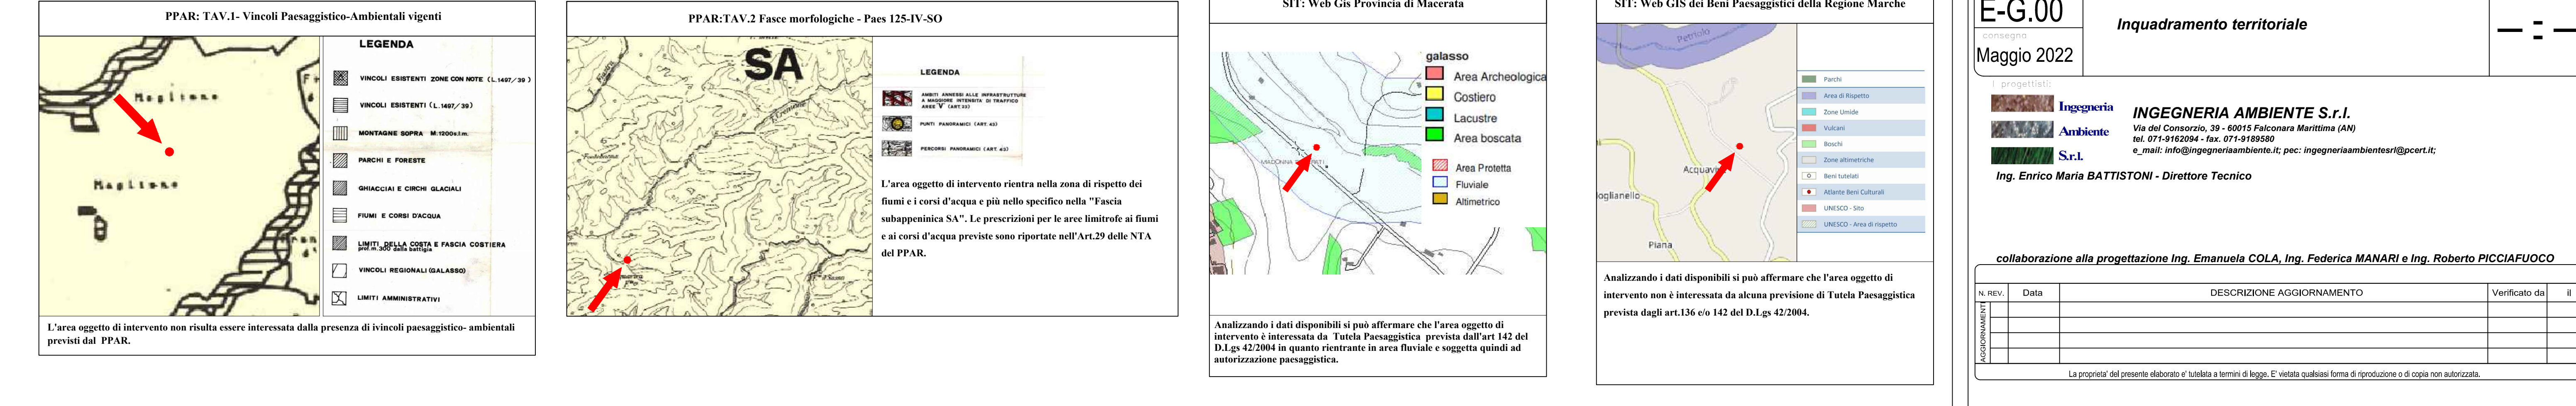 PPAR: TAV.1- Vincoli Paesaggistico-Ambientali vigenti
LEGENDA
VINCOLI ESISTENTI ZONE CON NOTE (L.1497/39)
VINCOLI ESISTENTI (L.1497/39)
MONTAGNE SOPRA M.1200s.l.m.
PARCHI E FORESTE
GHIACCIAI E CIRCHI GLACIALI
FIUMI E CORSI D'ACQUA
LIMITI DELLA COSTA E FASCIA COSTIERA
prof.m.300 dalla battigia
VINCOLI REGIONALI (GALASSO)
LIMITI AMMINISTRATIVI
L'area oggetto di intervento non risulta essere interessata dalla presenza di ivincoli paesaggistico- ambientali
previsti dal PPAR.
PPAR:TAV.2 Fasce morfologiche - Paes 125-IV-SO
SA
LEGENDA
AMBITI ANNESSI ALLE INFRASTRUTTURE
A MAGGIORE INTENSITA' DI TRAFFICO
AREE "V" (ART.23)
PUNTI PANORAMICI (ART. 43)
PERCORSI PANORAMICI (ART. 43)
L'area oggetto di intervento rientra nella zona di rispetto dei
fiumi e i corsi d'acqua e più nello specifico nella "Fascia
subappeninica SA". Le prescrizioni per le aree limitrofe ai fiumi
e ai corsi d'acqua previste sono riportate nell'Art.29 delle NTA
del PPAR.
SIT: Web Gis Provincia di Macerata
galasso
Area Archeologica
Costiero
Lacustre
Area boscata
Area Protetta
Fluviale
Altimetrico
Analizzando i dati disponibili si può affermare che l'area oggetto di
intervento è interessata da Tutela Paesaggistica prevista dall'art 142 del
D.Lgs 42/2004 in quanto rientrante in area fluviale e soggetta quindi ad
autorizzazione paesaggistica.
SIT: Web GIS dei Beni Paesaggistici della Regione Marche
Petriolo
Piana
Parchi
Area di Rispetto
Zone Umide
Vulcani
Boschi
Zone altimetriche
Beni tutelati
Atlante Beni Culturali
UNESCO - Sito
UNESCO - Area di rispetto
Analizzando i dati disponibili si può affermare che l'area oggetto di
intervento non è interessata da alcuna previsione di Tutela Paesaggistica
prevista dagli art.136 e/o 142 del D.Lgs 42/2004.
E-G.00
Inquadramento territoriale
– : –
consegna
Maggio 2022
I progettisti:
Ingegneria
Ambiente
S.r.l.
INGEGNERIA AMBIENTE S.r.l.
Via del Consorzio, 39 - 60015 Falconara Marittima (AN)
tel. 071-9162094 - fax. 071-9189580
e_mail: info@ingegneriaambiente.it; pec: ingegneriaambientesrl@pcert.it;
Ing. Enrico Maria BATTISTONI - Direttore Tecnico
collaborazione alla progettazione Ing. Emanuela COLA, Ing. Federica MANARI e Ing. Roberto PICCIAFUOCO
N. REV. Data DESCRIZIONE AGGIORNAMENTO Verificato da il
AGGIORNAMENTI
La proprieta' del presente elaborato e' tutelata a termini di legge. E' vietata qualsiasi forma di riproduzione o di copia non autorizzata.